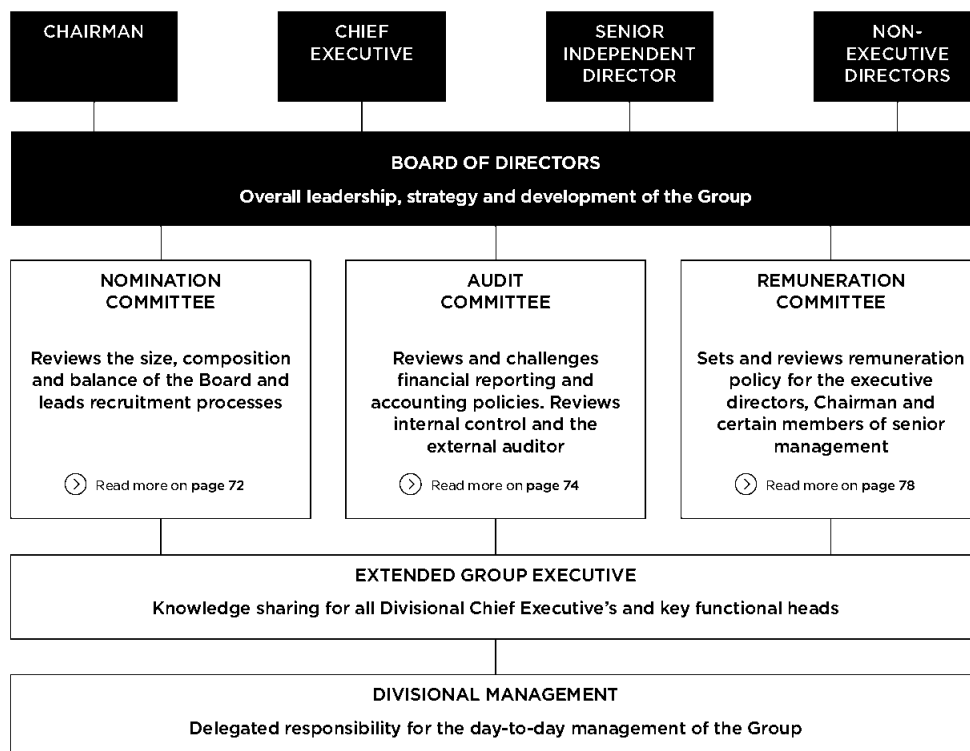 CHAIRMAN
CHIEF
EXECUTIVE
SENIOR
INDEPENDENT
DIRECTOR
NON-
EXECUTIVE
DIRECTORS
BOARD OF DIRECTORS
Overall leadership, strategy and development of the Group
NOMINATION
COMMITTEE
Reviews the size, composition
and balance of the Board and
leads recruitment processes
Read more on page 72
AUDIT
COMMITTEE
Reviews and challenges
financial reporting and
accounting policies. Reviews
internal control and the
external auditor
Read more on page 74
REMUNERATION
COMMITTEE
Sets and reviews remuneration
policy for the executive
directors, Chairman and
certain members of senior
management
Read more on page 78
EXTENDED GROUP EXECUTIVE
Knowledge sharing for all Divisional Chief Executive's and key functional heads
DIVISIONAL MANAGEMENT
Delegated responsibility for the day-to-day management of the Group